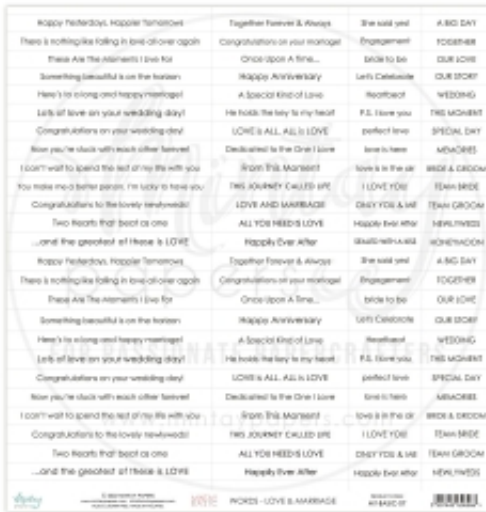 Happy Yesterdays, Happier Tomorrows Together Forever & Always She said yes! A BIG DAY
There is nothing like falling in love all over again Congratulations on your marriage! Engagement TOGETHER
These Are The Moments I Live For Once Upon A Time... bride to be OUR LOVE
Something beautiful is on the horizon Happy Anniversary Let's Celebrate OUR STORY
Here's to a long and happy marriage! A Special Kind of Love Heartbeat WEDDING
Lots of love on your wedding day! He holds the key to my heart P.S. I love you THIS MOMENT
Congratulations on your wedding day! LOVE is ALL, ALL is LOVE perfect love SPECIAL DAY
Now you're stuck with each other forever! Dedicated to the One I Love love is here MEMORIES
I can't wait to spend the rest of my life with you From This Moment love is in the air BRIDE & GROOM
You make me a better person, I'm lucky to have you THIS JOURNEY CALLED LIFE I LOVE YOU! TEAM BRIDE
Congratulations to the lovely newlyweds! LOVE AND MARRIAGE ONLY YOU & ME TEAM GROOM
Two Hearts that beat as one ALL YOU NEED IS LOVE Happily Ever After NEWLYWEDS
...and the greatest of these is LOVE Happily Ever After SEALED WITH A KISS HONEYMOON
Happy Yesterdays, Happier Tomorrows Together Forever & Always She said yes! A BIG DAY
There is nothing like falling in love all over again Congratulations on your marriage! Engagement TOGETHER
These Are The Moments I Live For Once Upon A Time... bride to be OUR LOVE
Something beautiful is on the horizon Happy Anniversary Let's Celebrate OUR STORY
Here's to a long and happy marriage! A Special Kind of Love Heartbeat WEDDING
Lots of love on your wedding day! He holds the key to my heart P.S. I love you THIS MOMENT
Congratulations on your wedding day! LOVE is ALL, ALL is LOVE perfect love SPECIAL DAY
Now you're stuck with each other forever! Dedicated to the One I Love love is here MEMORIES
I can't wait to spend the rest of my life with you From This Moment love is in the air BRIDE & GROOM
Congratulations to the lovely newlyweds! THIS JOURNEY CALLED LIFE I LOVE YOU! TEAM BRIDE
Two Hearts that beat as one ALL YOU NEED IS LOVE ONLY YOU & ME TEAM GROOM
...and the greatest of these is LOVE Happily Ever After Happily Ever After NEWLYWEDS
WORDS - LOVE & MARRIAGE
mintay papers
FOR PASSIONATE PAPERCRAFTERS
www.mintaypapers.com